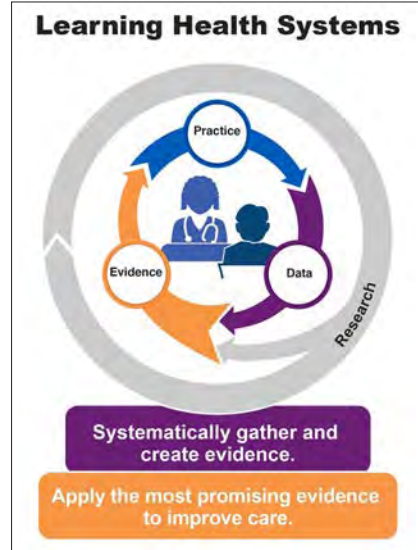 Learning Health Systems
Practice
Evidence
Data
Research
Systematically gather and
create evidence.
Apply the most promising evidence
to improve care.